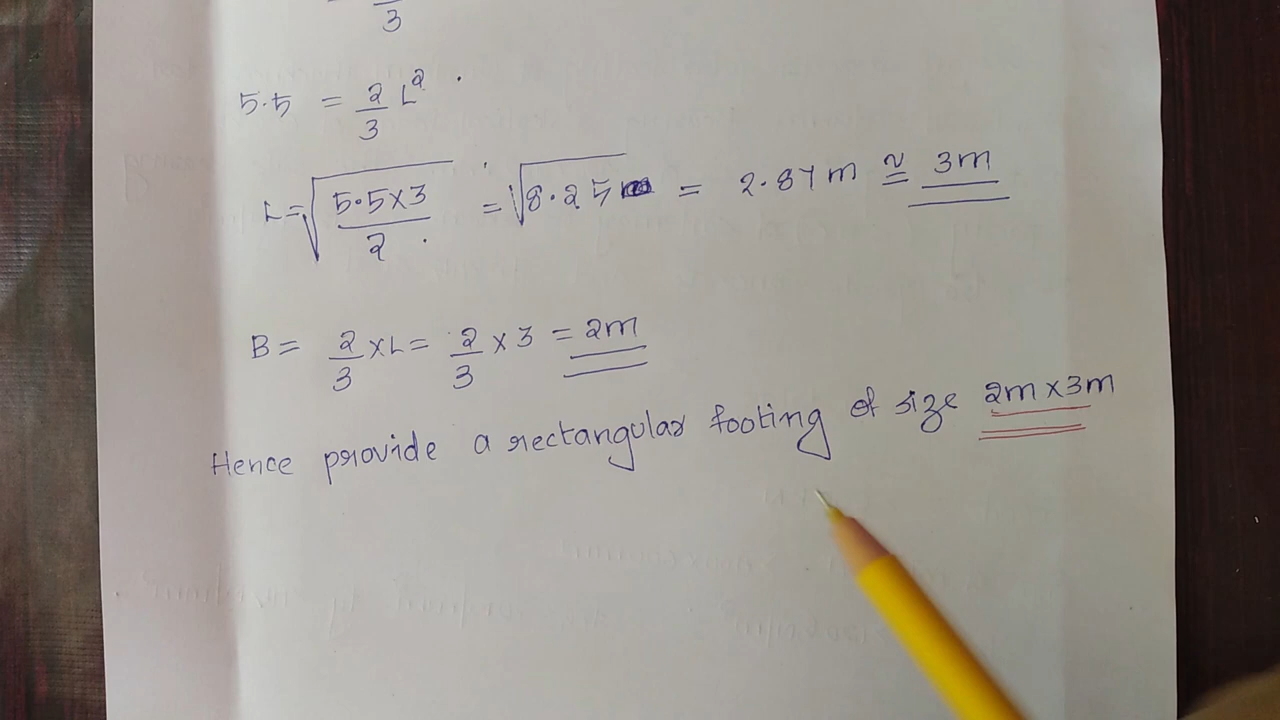 3
5.5 = 2/3 L²
L = √(5.5×3/2) = √8.25 = 2.87m ≅ 3m
B = 2/3 × L = 2/3 × 3 = 2m
Hence provide a rectangular footing of size 2m×3m